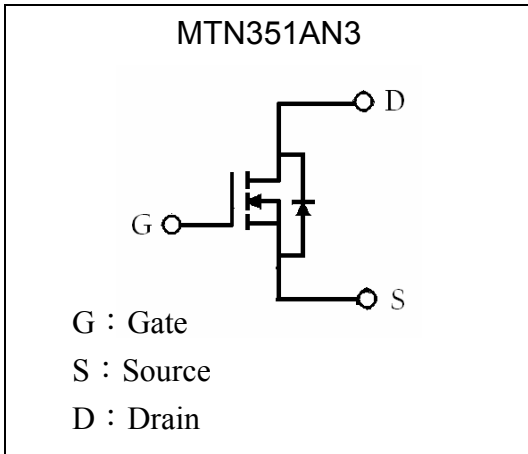 MTN351AN3
D
G
S
G：Gate
S：Source
D：Drain